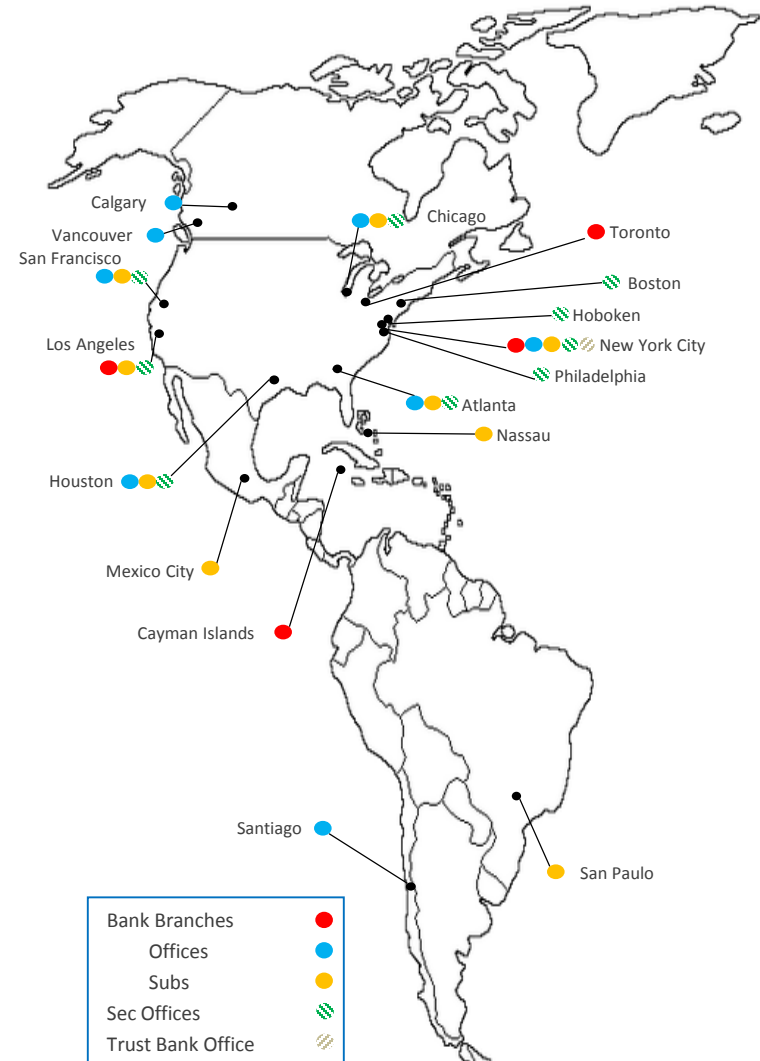 Calgary
Chicago
Toronto
Vancouver
San Francisco
Boston
Hoboken
Los Angeles
New York City
Philadelphia
Atlanta
Nassau
Houston
Mexico City
Cayman Islands
Santiago
San Paulo
Bank Branches
Offices
Subs
Sec Offices
Trust Bank Office